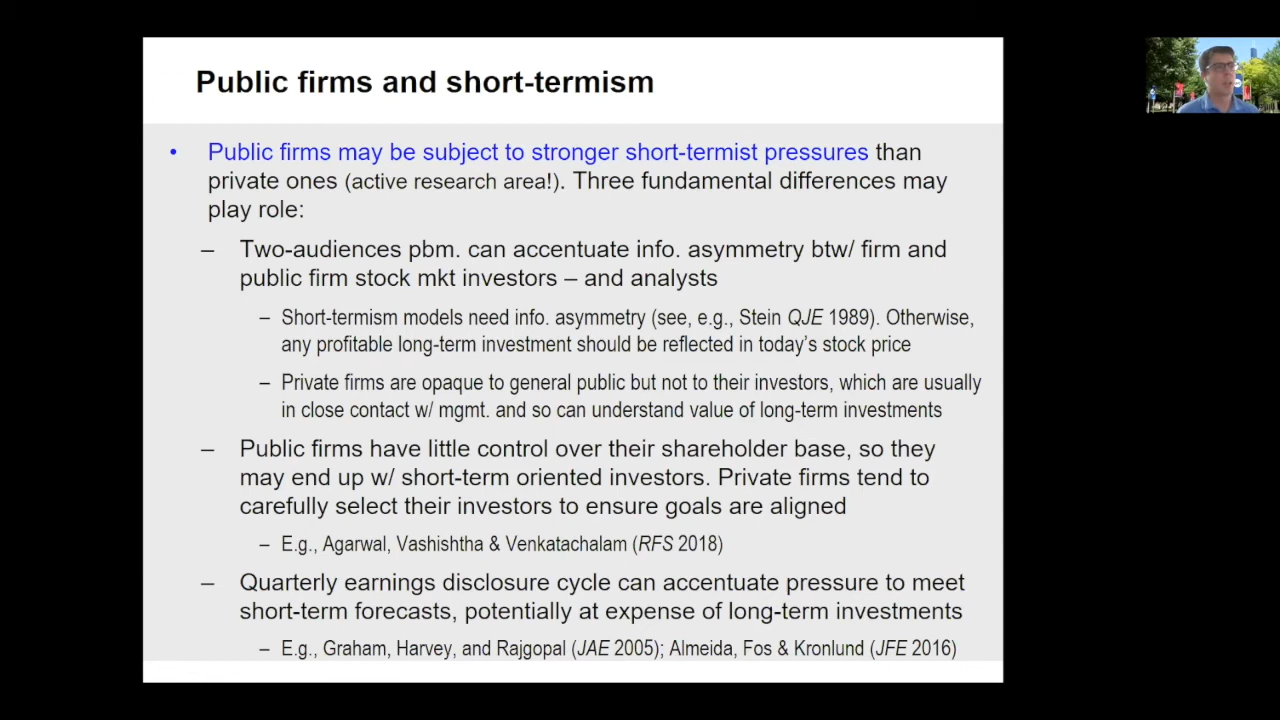 Public firms and short-termism
• Public firms may be subject to stronger short-termist pressures than
private ones (active research area!). Three fundamental differences may
play role:
– Two-audiences pbm. can accentuate info. asymmetry btw/ firm and
public firm stock mkt investors – and analysts
– Short-termism models need info. asymmetry (see, e.g., Stein QJE 1989). Otherwise,
any profitable long-term investment should be reflected in today's stock price
– Private firms are opaque to general public but not to their investors, which are usually
in close contact w/ mgmt. and so can understand value of long-term investments
– Public firms have little control over their shareholder base, so they
may end up w/ short-term oriented investors. Private firms tend to
carefully select their investors to ensure goals are aligned
– E.g., Agarwal, Vashishtha & Venkatachalam (RFS 2018)
– Quarterly earnings disclosure cycle can accentuate pressure to meet
short-term forecasts, potentially at expense of long-term investments
– E.g., Graham, Harvey, and Rajgopal (JAE 2005); Almeida, Fos & Kronlund (JFE 2016)